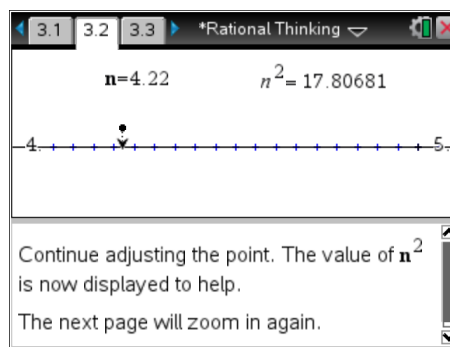 3.1 3.2 3.3 *Rational Thinking
n=4.22 n²= 17.80681
4. 5.
Continue adjusting the point. The value of n²
is now displayed to help.
The next page will zoom in again.